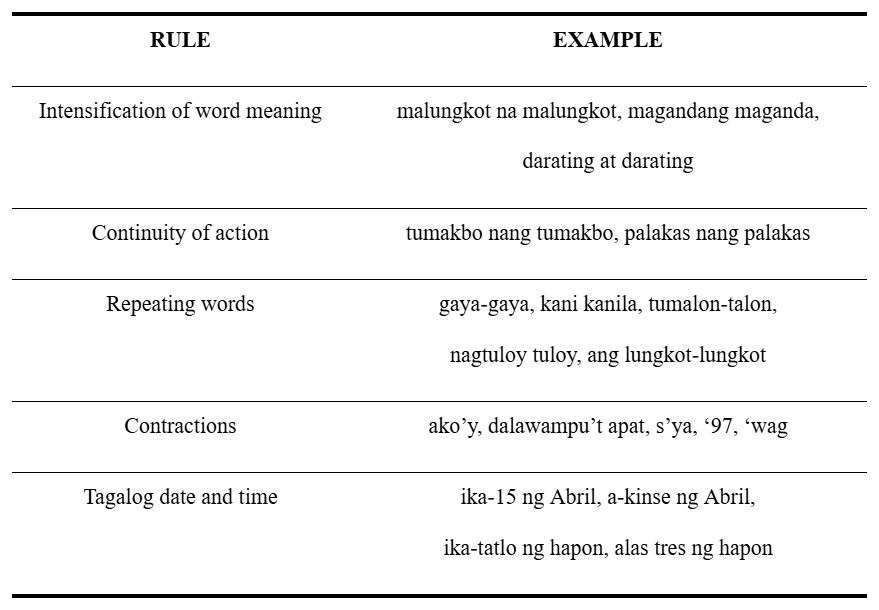 RULE EXAMPLE
Intensification of word meaning malungkot na malungkot, magandang maganda,
darating at darating
Continuity of action tumakbo nang tumakbo, palakas nang palakas
Repeating words gaya-gaya, kani kanila, tumalon-talon,
nagtuloy tuloy, ang lungkot-lungkot
Contractions ako’y, dalawampu’t apat, s’ya, ‘97, ‘wag
Tagalog date and time ika-15 ng Abril, a-kinse ng Abril,
ika-tatlo ng hapon, alas tres ng hapon